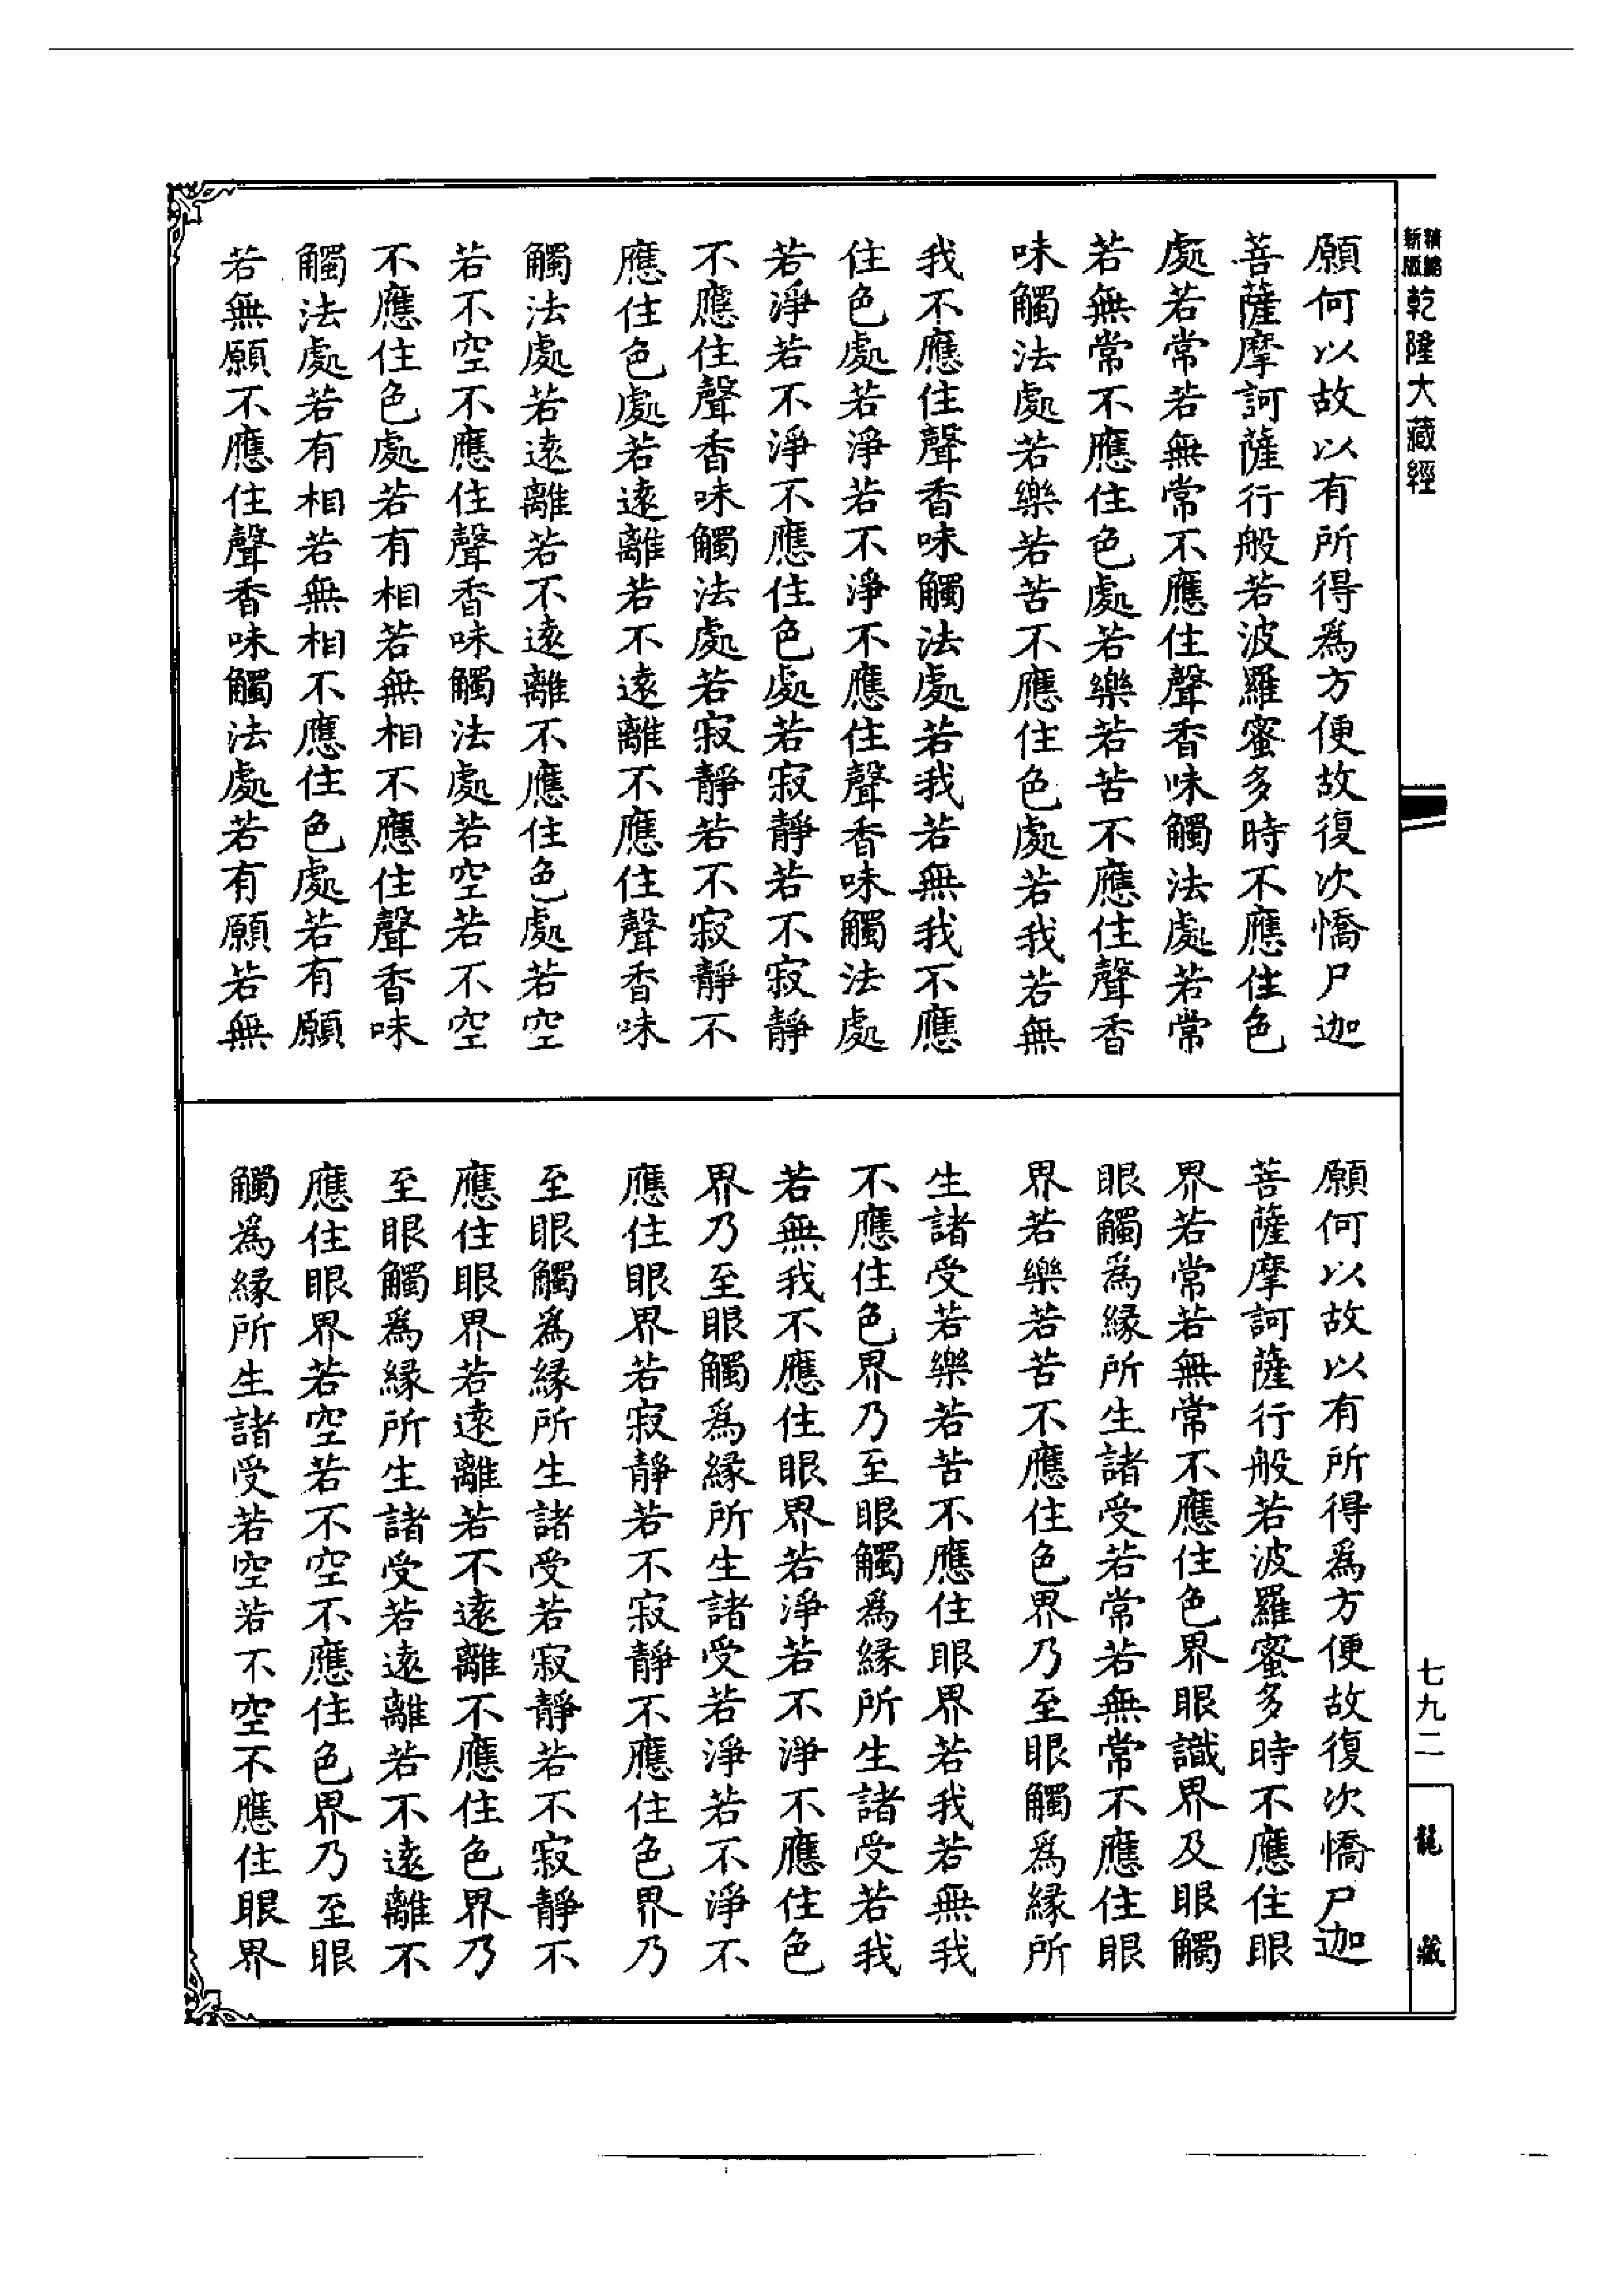 新版
精縮
乾隆大藏經
願何以故以有所得爲方便故復次憍尸迦
菩薩摩訶薩行般若波羅蜜多時不應住色
處若常若無常不應住聲香味觸法處若常
若無常不應住色處若樂若苦不應住聲香
味觸法處若樂若苦不應住色處若我若無
我不應住聲香味觸法處若我若無我不應
住色處若淨若不淨不應住聲香味觸法處
若淨若不淨不應住色處若寂靜若不寂靜
不應住聲香味觸法處若寂靜若不寂靜不
應住色處若遠離若不遠離不應住聲香味
觸法處若遠離若不遠離不應住色處若空
若不空不應住聲香味觸法處若空若不空
不應住色處若有相若無相不應住聲香味
觸法處若有相若無相不應住色處若有願
若無願不應住聲香味觸法處若有願若無
願何以故以有所得爲方便故復次憍尸迦
菩薩摩訶薩行般若波羅蜜多時不應住眼
界若常若無常不應住色界眼識界及眼觸
眼觸爲緣所生諸受若常若無常不應住眼
界若樂若苦不應住色界乃至眼觸爲緣所
生諸受若樂若苦不應住眼界若我若無我
不應住色界乃至眼觸爲緣所生諸受若我
若無我不應住眼界若淨若不淨不應住色
界乃至眼觸爲緣所生諸受若淨若不淨不
應住眼界若寂靜若不寂靜不應住色界乃
至眼觸爲緣所生諸受若寂靜若不寂靜不
應住眼界若遠離若不遠離不應住色界乃
至眼觸爲緣所生諸受若遠離若不遠離不
應住眼界若空若不空不應住色界乃至眼
觸爲緣所生諸受若空若不空不應住眼界
七九二
龍藏